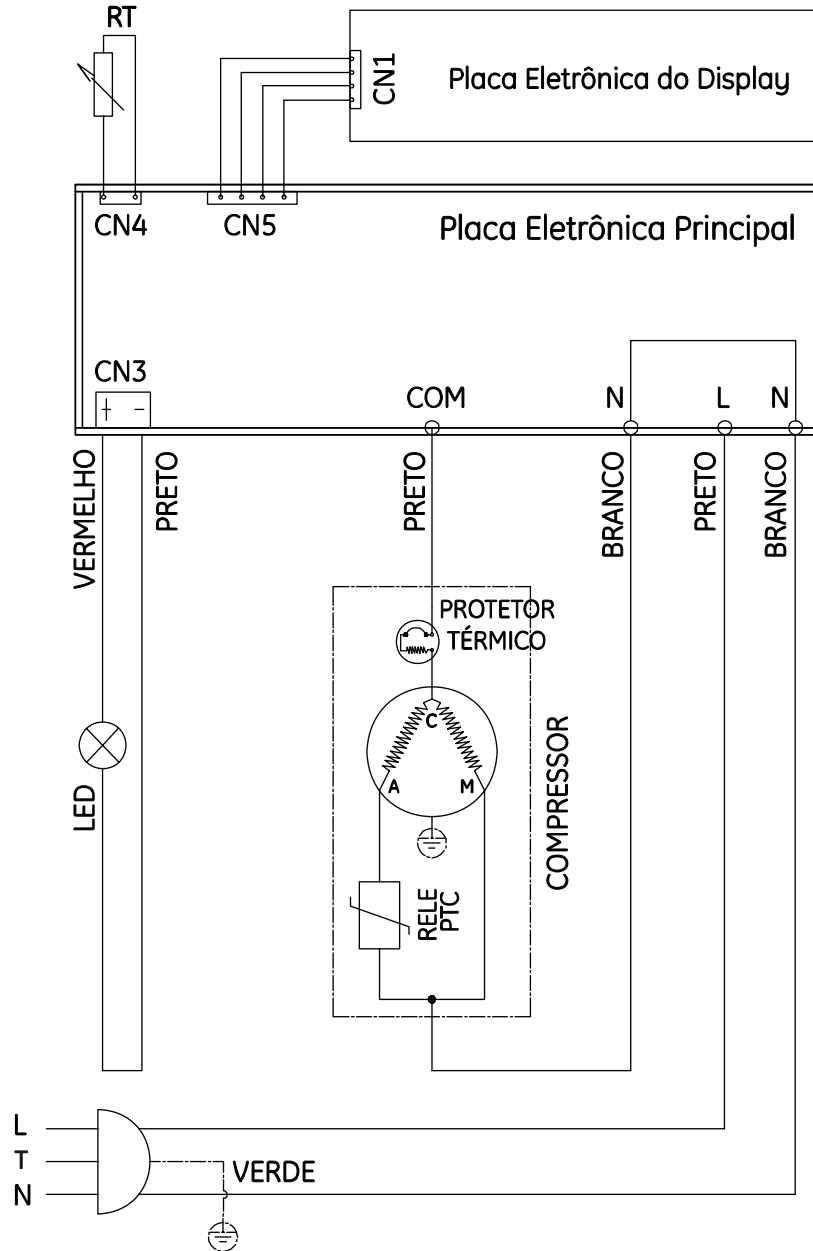 RT
CN1
Placa Eletrônica do Display
CN4
CN5
Placa Eletrônica Principal
CN3
+ -
COM
N
L
N
VERMELHO
PRETO
PRETO
BRANCO
PRETO
BRANCO
PROTETOR
TÉRMICO
C
A
M
LED
COMPRESSOR
RELE
PTC
L
T
N
VERDE